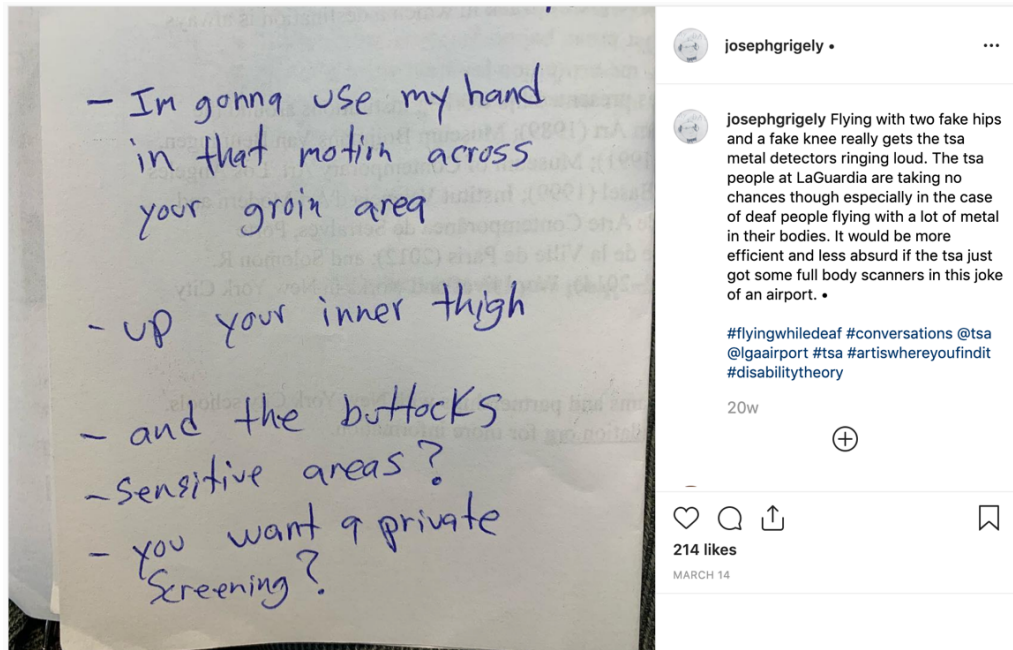 - Im gonna use my hand
in that motion across
your groin area
- up your inner thigh
- and the buttocks
- Sensitive areas?
- you want a private
Screening?
josephgrigely •
josephgrigely Flying with two fake hips
and a fake knee really gets the tsa
metal detectors ringing loud. The tsa
people at LaGuardia are taking no
chances though especially in the case
of deaf people flying with a lot of metal
in their bodies. It would be more
efficient and less absurd if the tsa just
got some full body scanners in this joke
of an airport. •
#flyingwhiledeaf #conversations @tsa
@lgaairport #tsa #artiswhereyoufindit
#disabilitytheory
20w
214 likes
MARCH 14